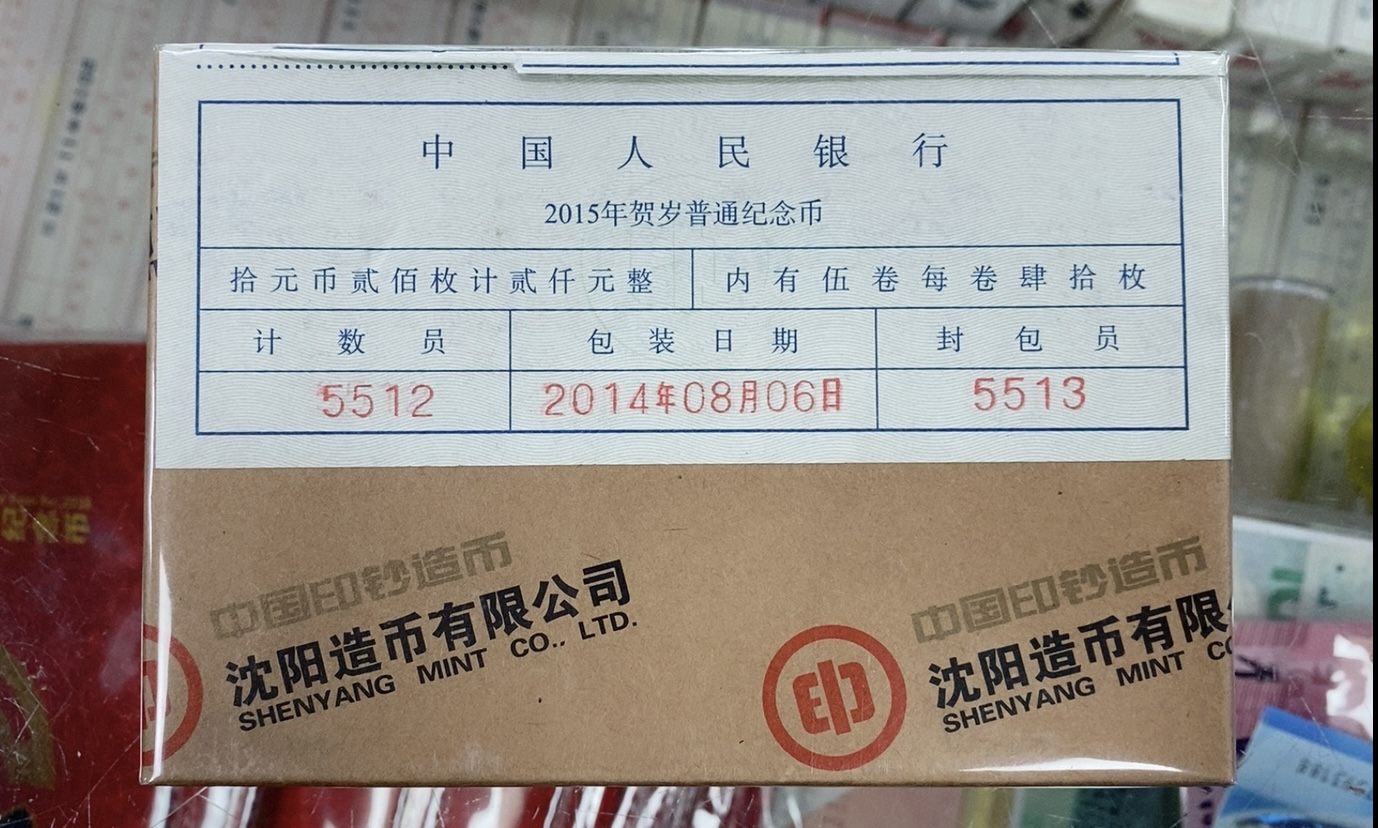 中国人民银行
2015年贺岁普通纪念币
拾元币贰佰枚计贰仟元整 内有伍卷每卷肆拾枚
计数员 包装日期 封包员
5512 2014年08月06日 5513
中国印钞造币
沈阳造币有限公司
SHENYANG MINT CO., LTD.
中国印钞造币
沈阳造币有限
SHENYANG MINT CO